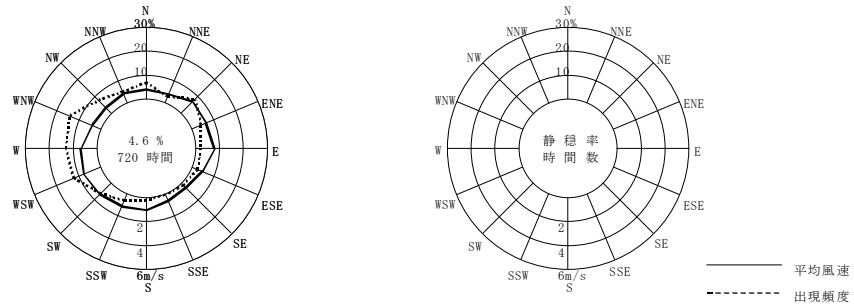 N
30%
NNW
NNE
20
NW
NE
10
WNW
ENE
4.6 %
W
E
720 時間
WSW
ESE
2
SW
SE
4
SSW
SSE
6m/s
S
N
30%
NNW
NNE
20
NW
NE
10
WNW
ENE
静 穏 率
W
E
時 間 数
WSW
ESE
2
SW
SE
4
SSW
SSE
6m/s
S
平均風速
出現頻度